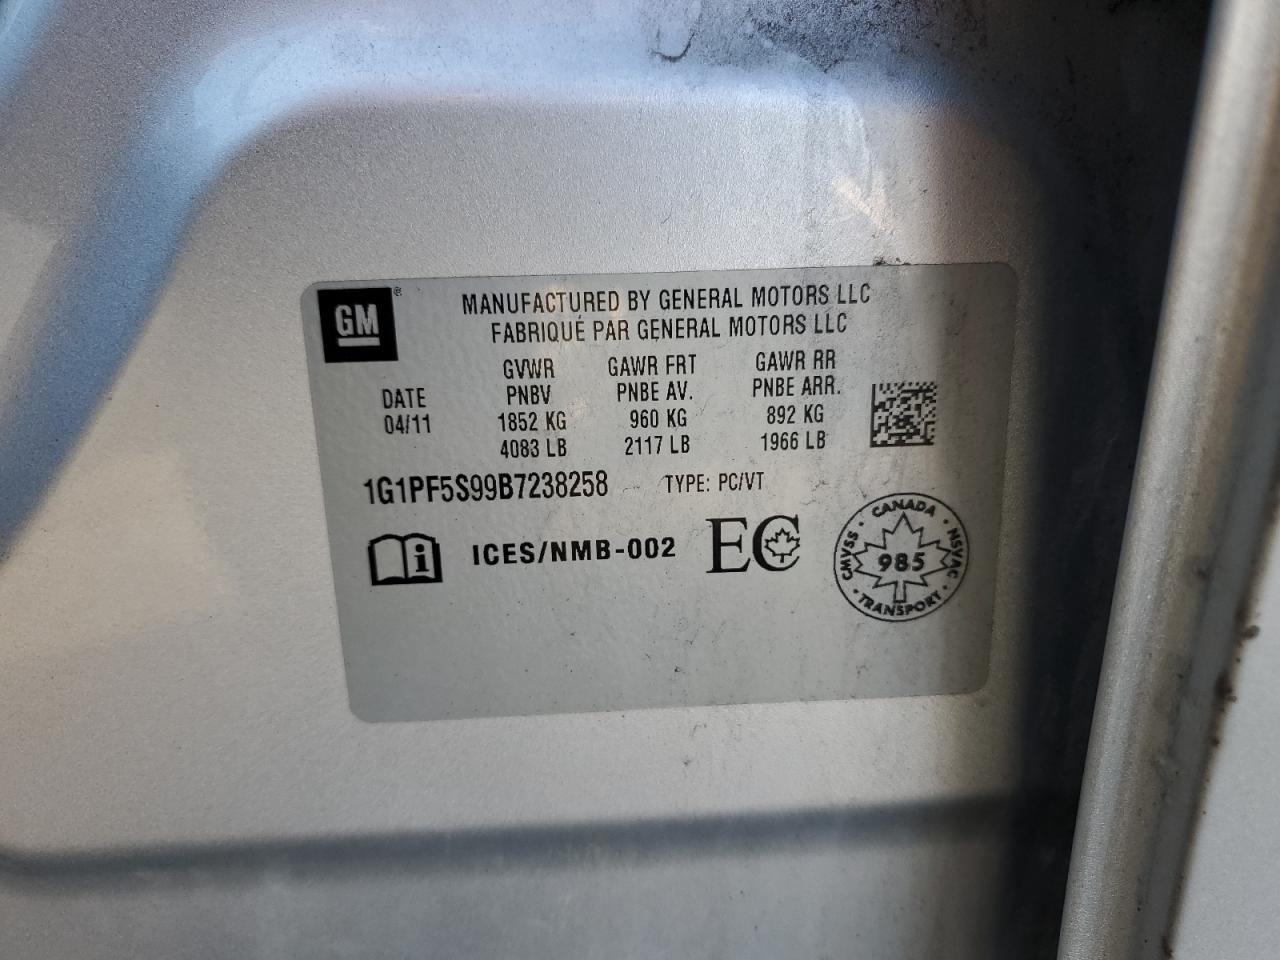 GM ®
MANUFACTURED BY GENERAL MOTORS LLC
FABRIQUÉ PAR GENERAL MOTORS LLC
GVWR GAWR FRT GAWR RR
DATE PNBV PNBE AV. PNBE ARR.
04/11 1852 KG 960 KG 892 KG
4083 LB 2117 LB 1966 LB
1G1PF5S99B7238258 TYPE: PC/VT
i ICES/NMB-002 EC
CANADA
CMVSS 985 NSVAC
TRANSPORT